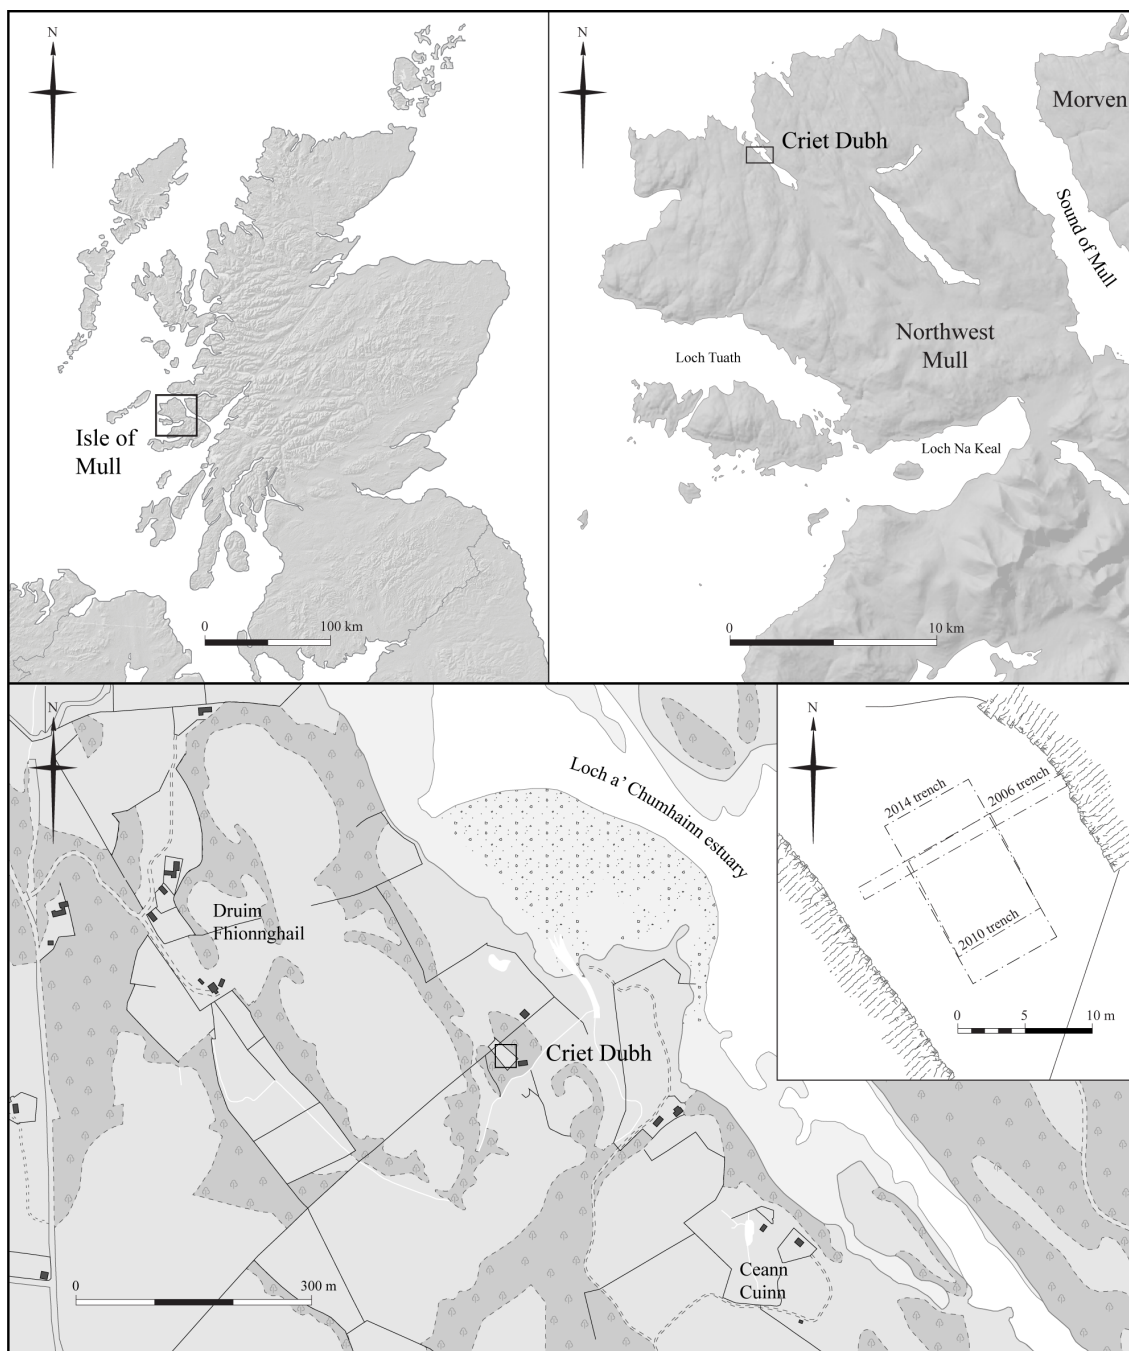 N
Isle of
Mull
0
100 km
N
Morven
Criet Dubh
Sound of Mull
Northwest
Mull
Loch Tuath
Loch Na Keal
0
10 km
N
Loch a' Chumhainn estuary
Druim
Fhionnghail
Criet Dubh
Ceann
Cuinn
0
300 m
N
2014 trench
2006 trench
2010 trench
0
5
10 m